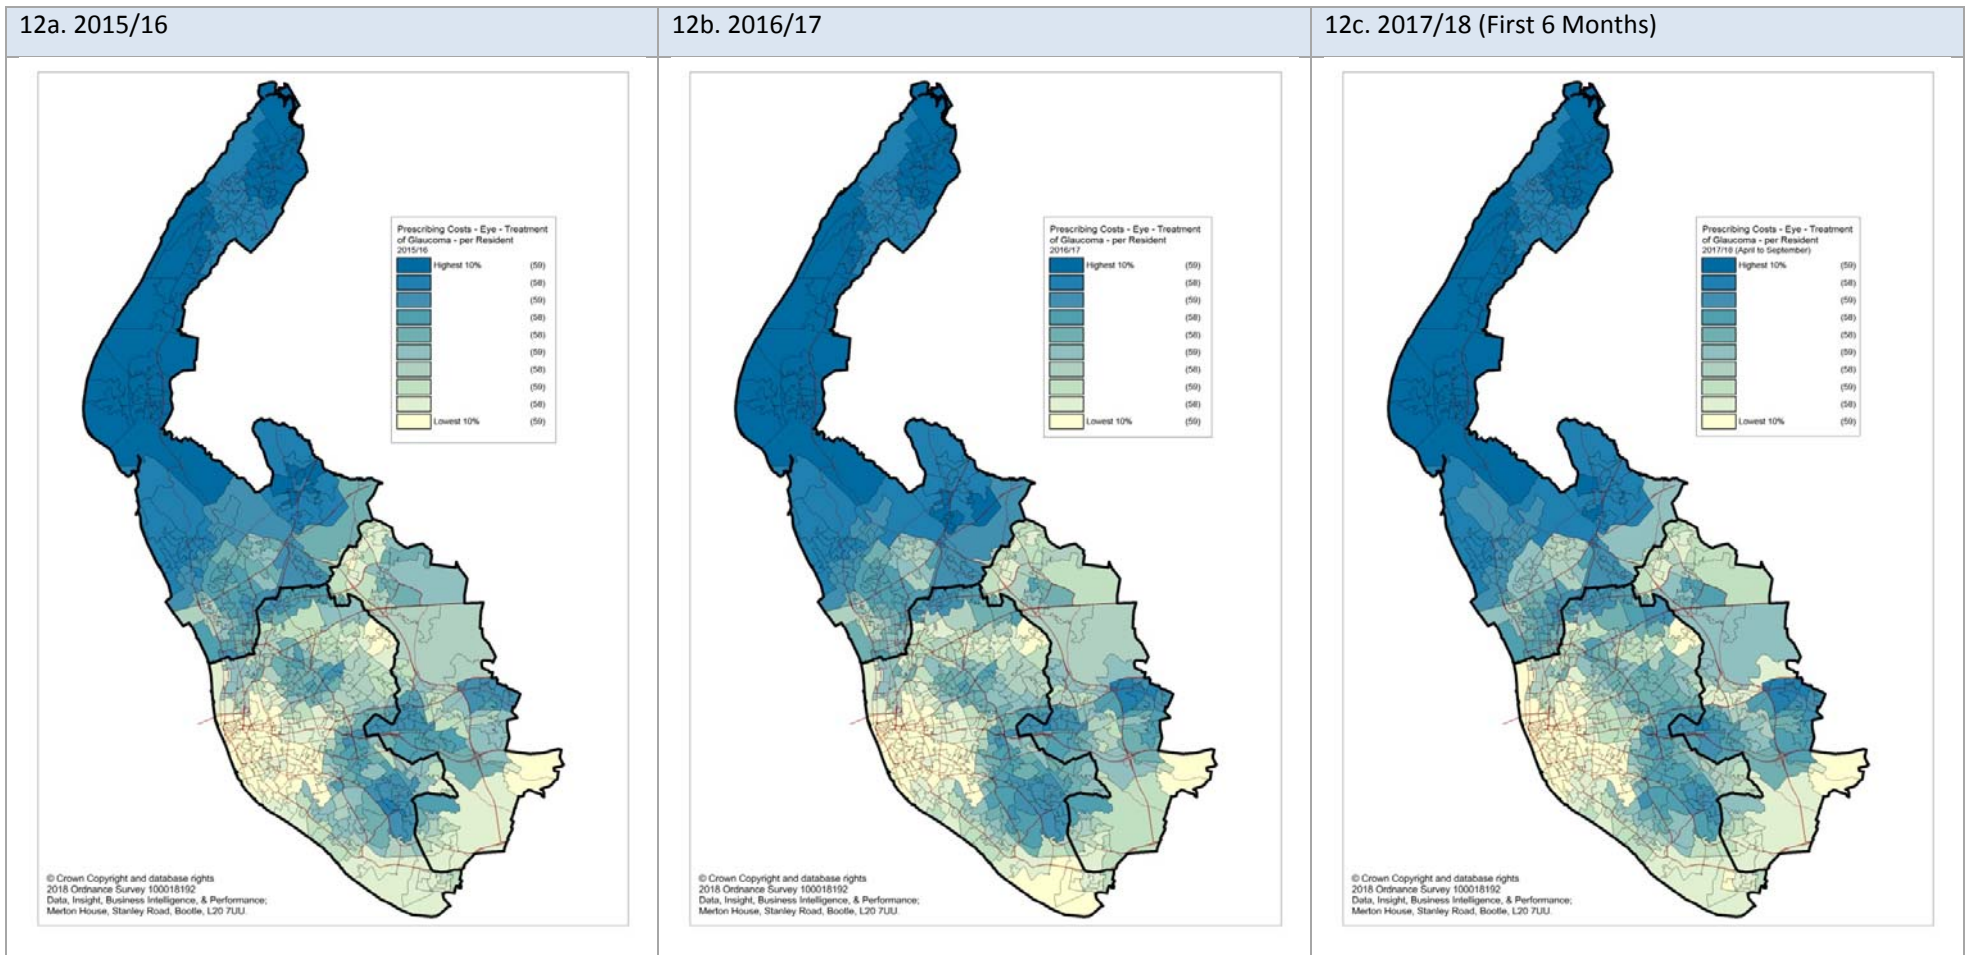 12a. 2015/16
12b. 2016/17
12c. 2017/18 (First 6 Months)
Prescribing Costs - Eye - Treatment
of Glaucoma - per Resident
2015/16
Highest 10% (59)
(58)
(59)
(58)
(58)
(59)
(58)
(59)
(58)
Lowest 10% (59)
© Crown Copyright and database rights
2018 Ordnance Survey 100018192
Data, Insight, Business Intelligence, & Performance;
Merton House, Stanley Road, Bootle, L20 7UU.
Prescribing Costs - Eye - Treatment
of Glaucoma - per Resident
2016/17
Highest 10% (59)
(58)
(59)
(58)
(58)
(59)
(58)
(59)
(58)
Lowest 10% (59)
© Crown Copyright and database rights
2018 Ordnance Survey 100018192
Data, Insight, Business Intelligence, & Performance;
Merton House, Stanley Road, Bootle, L20 7UU.
Prescribing Costs - Eye - Treatment
of Glaucoma - per Resident
2017/18 (April to September)
Highest 10% (59)
(58)
(59)
(58)
(58)
(59)
(58)
(59)
(58)
Lowest 10% (59)
© Crown Copyright and database rights
2018 Ordnance Survey 100018192
Data, Insight, Business Intelligence, & Performance;
Merton House, Stanley Road, Bootle, L20 7UU.